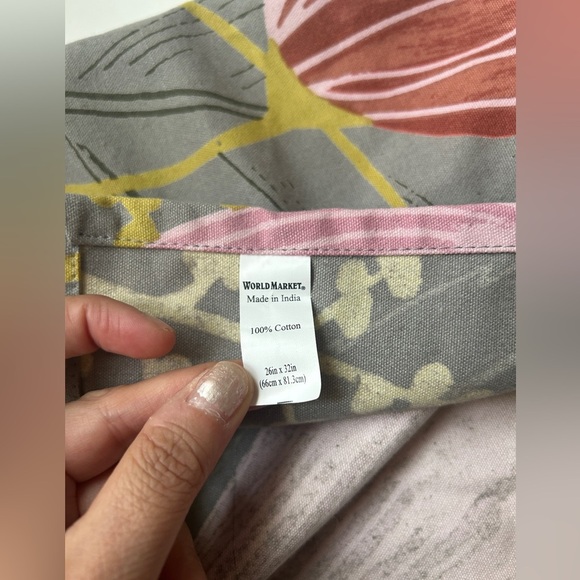 WORLD MARKET®
Made in India
100% Cotton
26in x 32in
(66cm x 81.3cm)